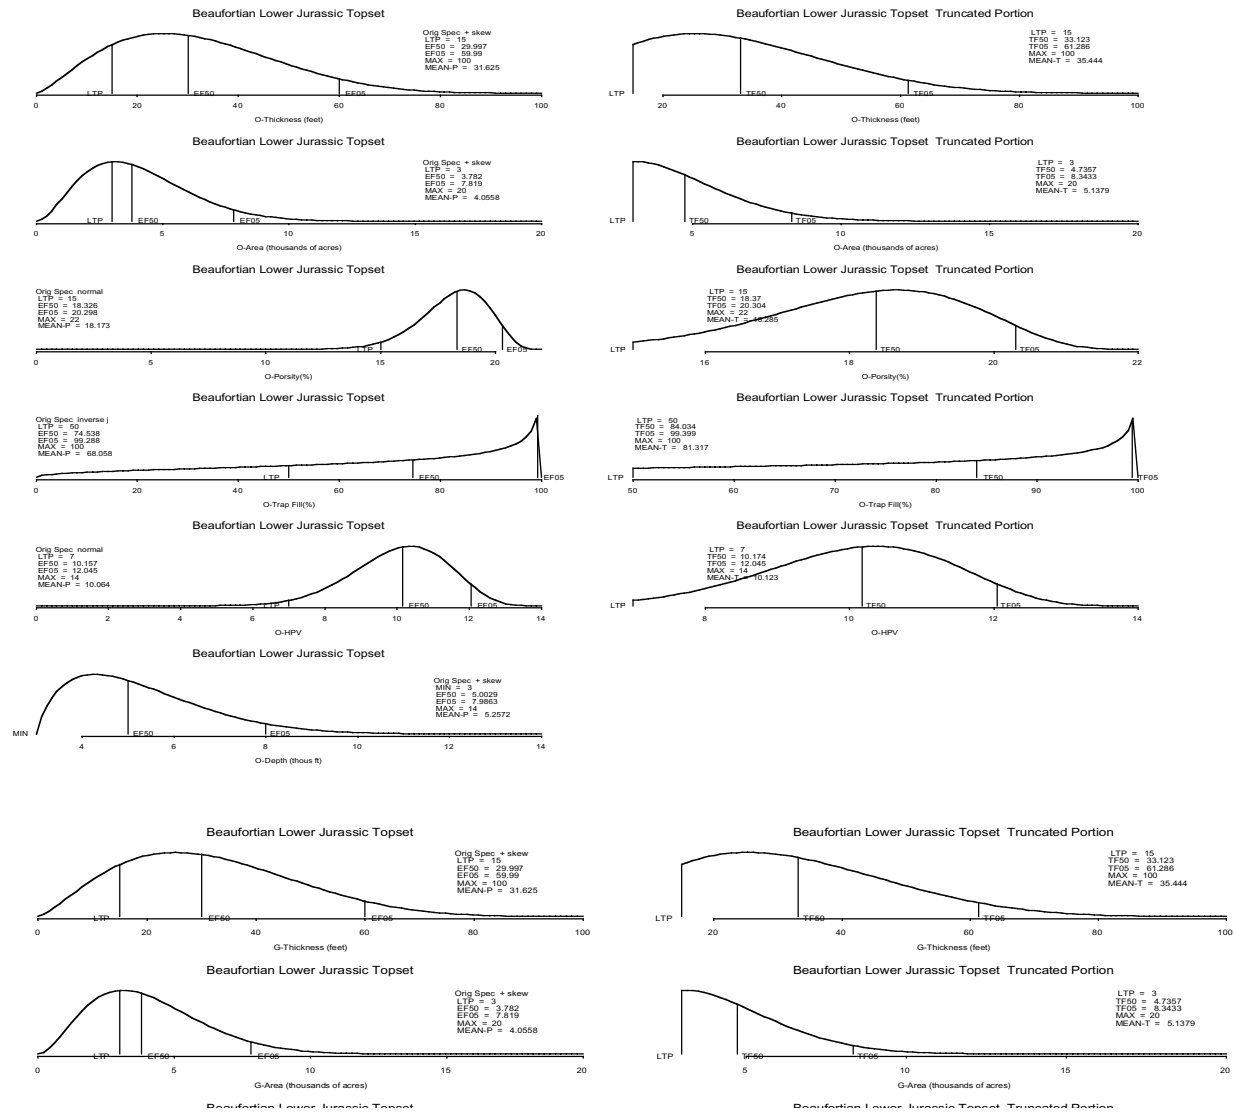 Beaufortian Lower Jurassic Topset
Orig Spec + skew
LTP = 15
EF50 = 29.997
EF05 = 59.99
MAX = 100
MEAN-P = 31.625
LTP EF50 EF05
0 20 40 60 80 100
O-Thickness (feet)
Beaufortian Lower Jurassic Topset Truncated Portion
LTP = 15
TF50 = 33.123
TF05 = 61.286
MAX = 100
MEAN-T = 35.444
LTP TF50 TF05
20 40 60 80 100
O-Thickness (feet)
Beaufortian Lower Jurassic Topset
Orig Spec + skew
LTP = 3
EF50 = 3.782
EF05 = 7.819
MAX = 20
MEAN-P = 4.0558
LTP EF50 EF05
0 5 10 15 20
O-Area (thousands of acres)
Beaufortian Lower Jurassic Topset Truncated Portion
LTP = 3
TF50 = 4.7357
TF05 = 8.3433
MAX = 20
MEAN-T = 5.1379
LTP TF50 TF05
5 10 15 20
O-Area (thousands of acres)
Beaufortian Lower Jurassic Topset
Orig Spec normal
LTP = 15
EF50 = 18.326
EF05 = 20.298
MAX = 22
MEAN-P = 18.173
LTP EF50 EF05
0 5 10 15 20
O-Porsity(%)
Beaufortian Lower Jurassic Topset Truncated Portion
LTP = 15
TF50 = 18.37
TF05 = 20.304
MAX = 22
MEAN-T = 18.285
LTP TF50 TF05
16 18 20 22
O-Porsity(%)
Beaufortian Lower Jurassic Topset
Orig Spec inverse j
LTP = 50
EF50 = 74.538
EF05 = 99.288
MAX = 100
MEAN-P = 68.058
LTP EF50 EF05
0 20 40 60 80 100
O-Trap Fill(%)
Beaufortian Lower Jurassic Topset Truncated Portion
LTP = 50
TF50 = 84.034
TF05 = 99.399
MAX = 100
MEAN-T = 81.317
LTP TF50 TF05
50 60 70 80 90 100
O-Trap Fill(%)
Beaufortian Lower Jurassic Topset
Orig Spec normal
LTP = 7
EF50 = 10.157
EF05 = 12.045
MAX = 14
MEAN-P = 10.064
LTP EF50 EF05
0 2 4 6 8 10 12 14
O-HPV
Beaufortian Lower Jurassic Topset Truncated Portion
LTP = 7
TF50 = 10.174
TF05 = 12.045
MAX = 14
MEAN-T = 10.123
LTP TF50 TF05
8 10 12 14
O-HPV
Beaufortian Lower Jurassic Topset
Orig Spec + skew
MIN = 3
EF50 = 5.0029
EF05 = 7.9863
MAX = 14
MEAN-P = 5.2572
MIN EF50 EF05
4 6 8 10 12 14
O-Depth (thous ft)
Beaufortian Lower Jurassic Topset
Orig Spec + skew
LTP = 15
EF50 = 29.997
EF05 = 59.99
MAX = 100
MEAN-P = 31.625
LTP EF50 EF05
0 20 40 60 80 100
G-Thickness (feet)
Beaufortian Lower Jurassic Topset Truncated Portion
LTP = 15
TF50 = 33.123
TF05 = 61.286
MAX = 100
MEAN-T = 35.444
LTP TF50 TF05
20 40 60 80 100
G-Thickness (feet)
Beaufortian Lower Jurassic Topset
Orig Spec + skew
LTP = 3
EF50 = 3.782
EF05 = 7.819
MAX = 20
MEAN-P = 4.0558
LTP EF50 EF05
0 5 10 15 20
G-Area (thousands of acres)
Beaufortian Lower Jurassic Topset Truncated Portion
LTP = 3
TF50 = 4.7357
TF05 = 8.3433
MAX = 20
MEAN-T = 5.1379
LTP TF50 TF05
5 10 15 20
G-Area (thousands of acres)
Beaufortian Lower Jurassic Topset
Beaufortian Lower Jurassic Topset Truncated Portion